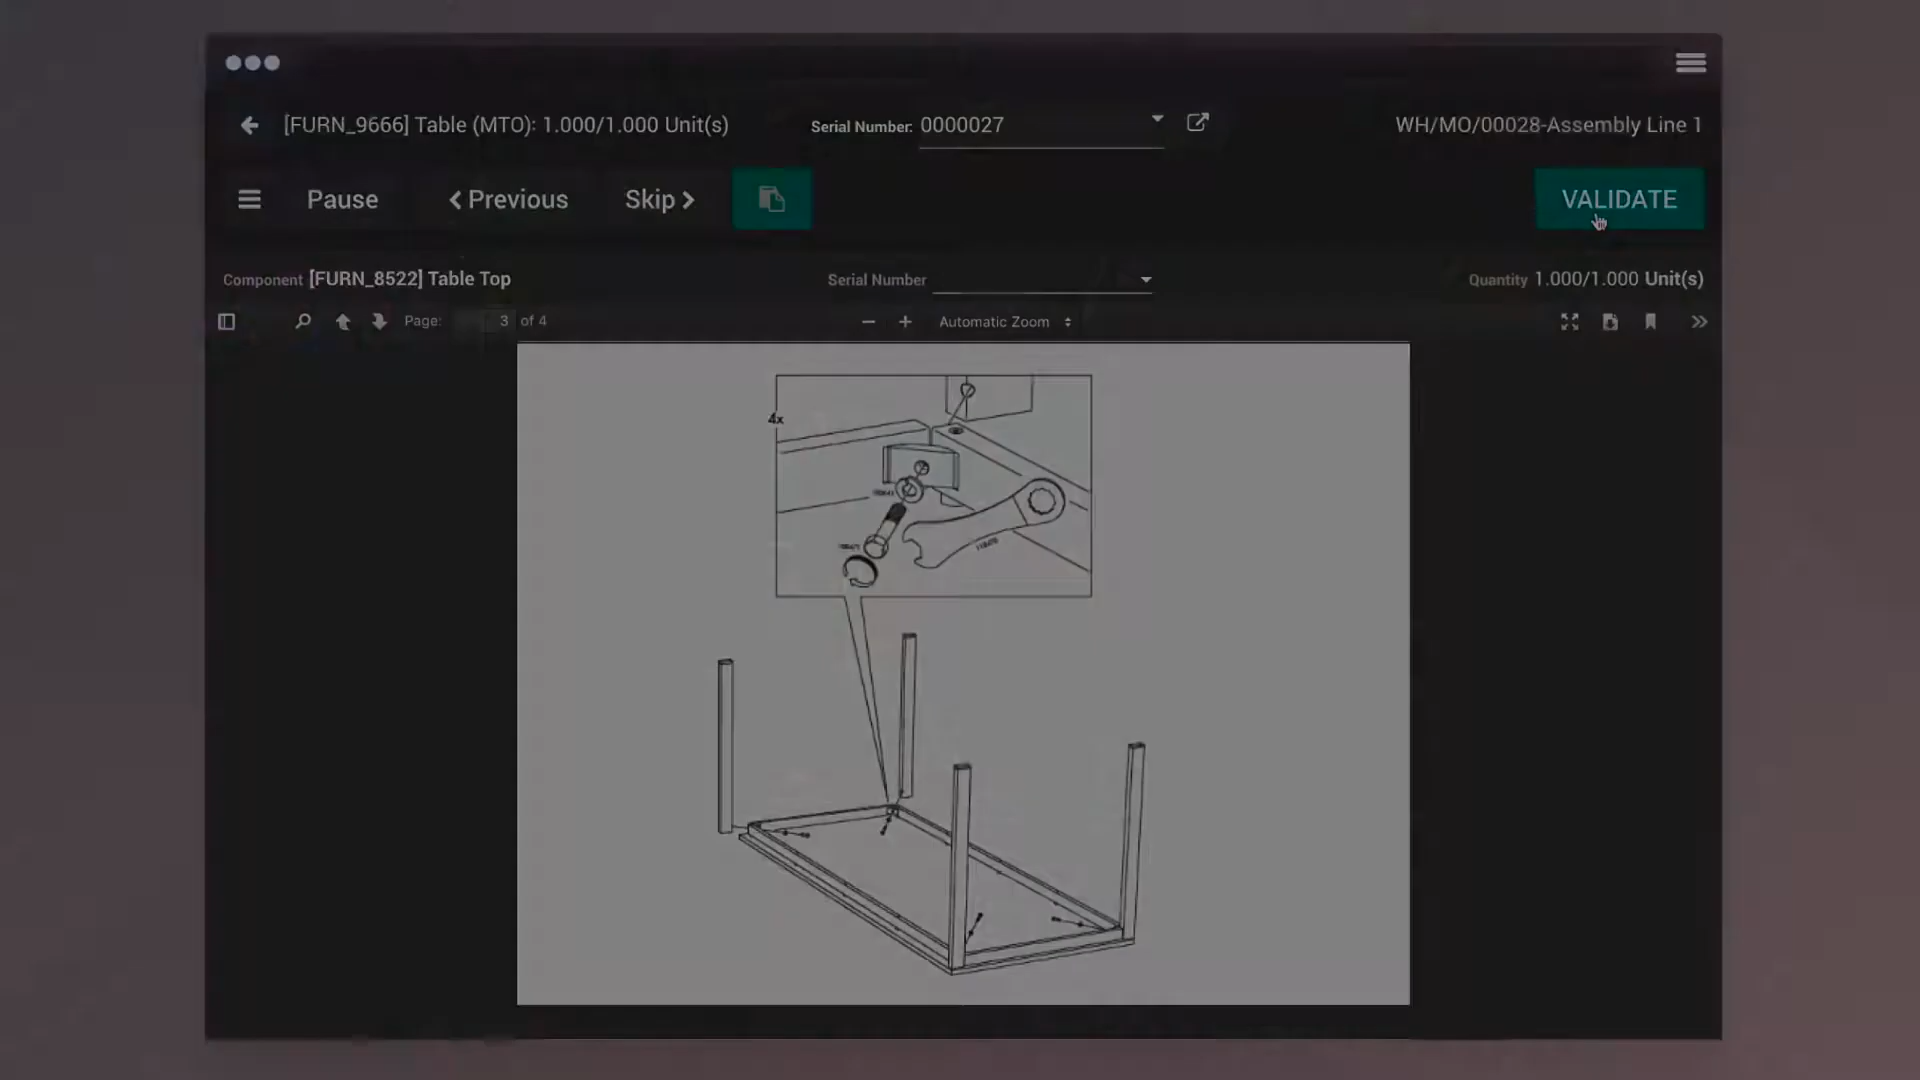 [FURN_9666] Table (MTO): 1.000/1.000 Unit(s)
Serial Number: 0000027
WH/MO/00028-Assembly Line 1
Pause
Previous
Skip
VALIDATE
Component [FURN_8522] Table Top
Serial Number
Quantity 1.000/1.000 Unit(s)
Page: 3 of 4
Automatic Zoom
4x